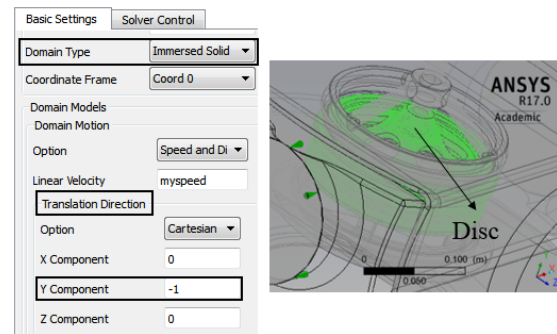 Basic Settings Solver Control
Domain Type Immersed Solid
Coordinate Frame Coord 0
Domain Models
Domain Motion
Option Speed and Di
Linear Velocity myspeed
Translation Direction
Option Cartesian
X Component 0
Y Component -1
Z Component 0
ANSYS
R17.0
Academic
Disc
0 0.100 (m)
0.050
Y
X
Z